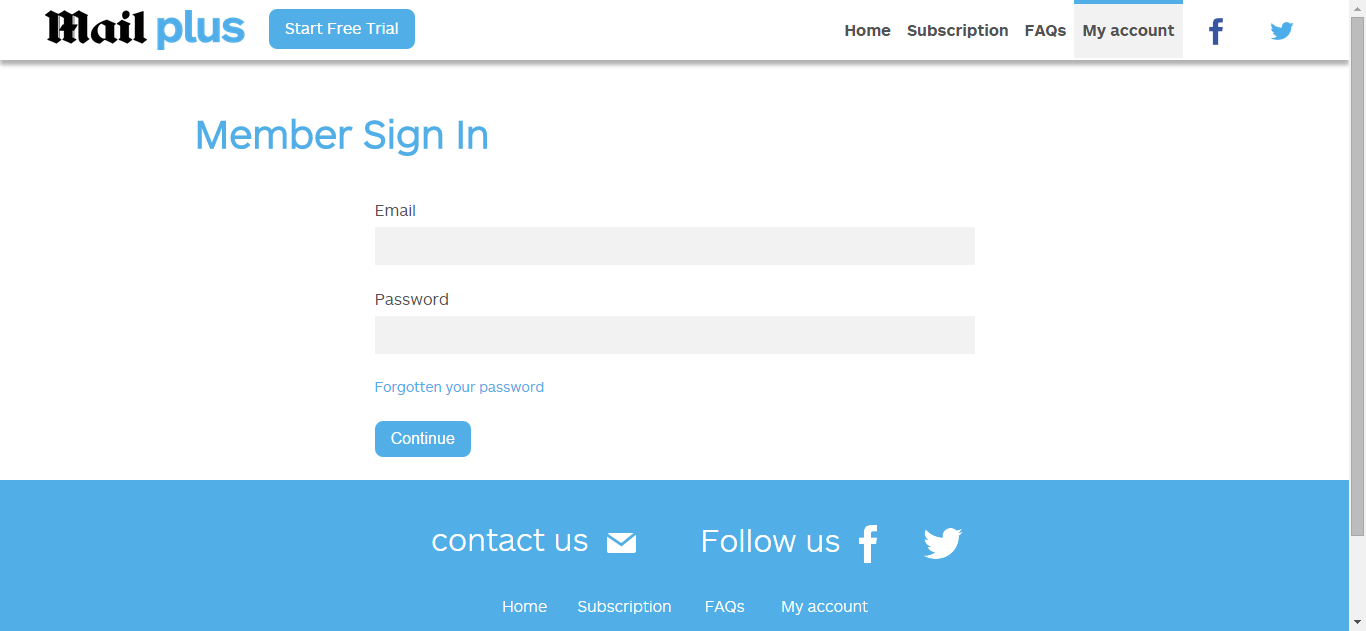 Mail plus Start Free Trial Home Subscription FAQs My account
Member Sign In
Email
Password
Forgotten your password
Continue
contact us Follow us
Home Subscription FAQs My account